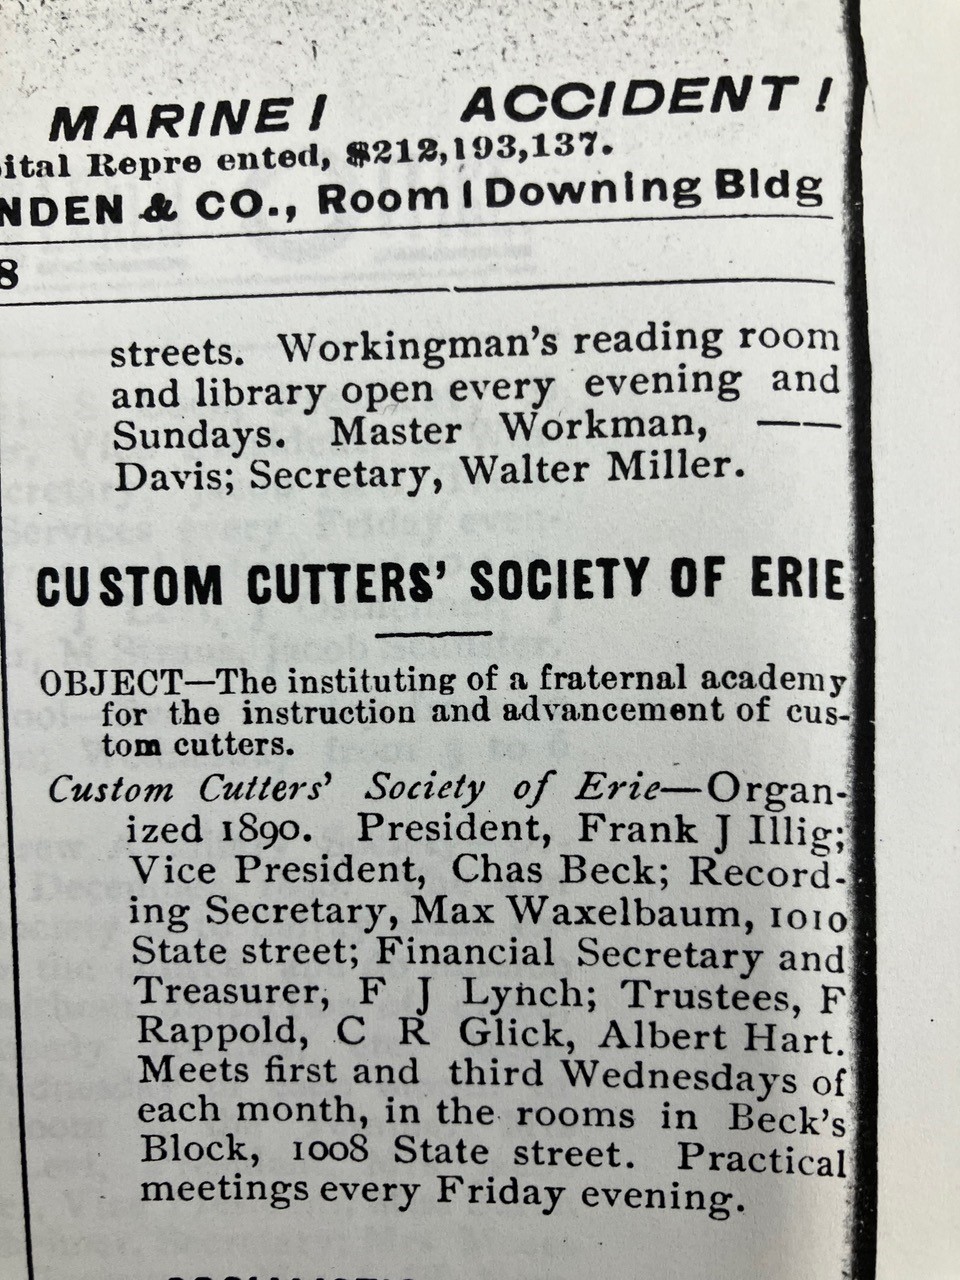 MARINE! ACCIDENT!
ital Repre ented, $212,193,137.
NDEN & CO., Room 1 Downing Bldg
8
streets. Workingman's reading room
and library open every evening and
Sundays. Master Workman, ——
Davis; Secretary, Walter Miller.
CUSTOM CUTTERS' SOCIETY OF ERIE
OBJECT—The instituting of a fraternal academy
for the instruction and advancement of cus-
tom cutters.
Custom Cutters' Society of Erie—Organ-
ized 1890. President, Frank J Illig;
Vice President, Chas Beck; Record-
ing Secretary, Max Waxelbaum, 1010
State street; Financial Secretary and
Treasurer, F J Lynch; Trustees, F
Rappold, C R Glick, Albert Hart.
Meets first and third Wednesdays of
each month, in the rooms in Beck's
Block, 1008 State street. Practical
meetings every Friday evening.